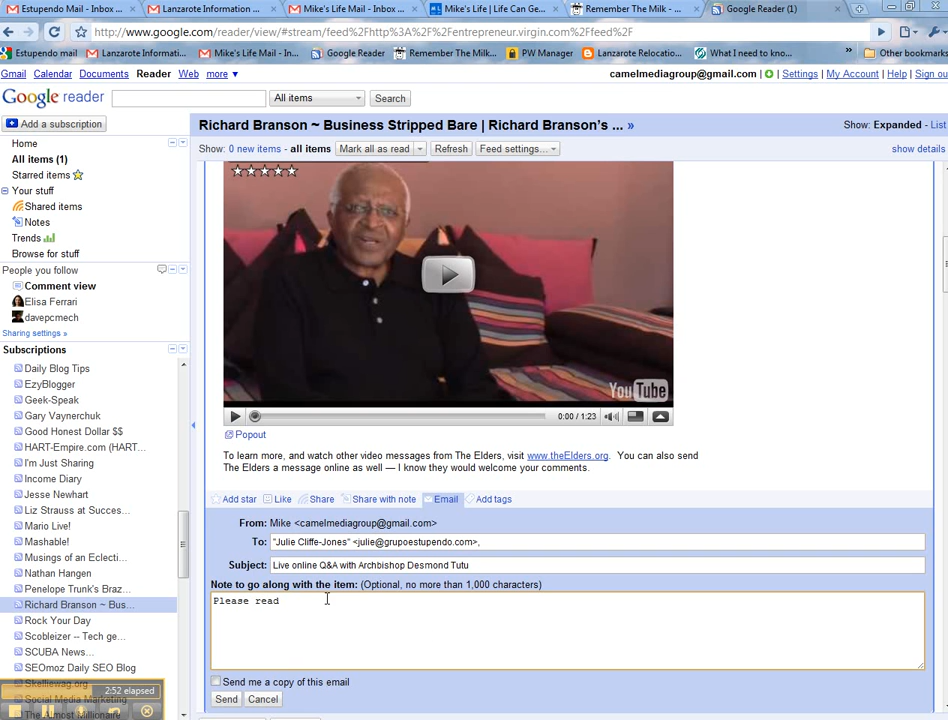 Estupendo Mail - Inbox ...
Lanzarote Information ...
Mike's Life Mail - Inbox ...
Mike's Life | Life Can Ge...
Remember The Milk - ...
Google Reader (1)
http://www.google.com/reader/view/#stream/feed%2Fhttp%3A%2F%2Fentrepreneur.virgin.com%2Ffeed%2F
Estupendo mail
Lanzarote Informati...
Mike's Life Mail - In...
Google Reader
Remember The Milk...
PW Manager
Lanzarote Relocatio...
What I need to kno...
»
Other bookmarks
Gmail Calendar Documents Reader Web more ▼
camelmediagroup@gmail.com | Settings | My Account | Help | Sign ou
Google reader
All items
Search
Add a subscription
Richard Branson ~ Business Stripped Bare | Richard Branson's ... »
Show: Expanded - List
Home
All items (1)
Starred items
Your stuff
Shared items
Notes
Trends
Browse for stuff
Show: 0 new items - all items
Mark all as read
Refresh
Feed settings...
show details
People you follow
Comment view
Elisa Ferrari
davepcmech
Sharing settings »
Subscriptions
Daily Blog Tips
EzyBlogger
Geek-Speak
Gary Vaynerchuk
Good Honest Dollar $$
HART-Empire.com (HART...
I'm Just Sharing
Income Diary
Jesse Newhart
Liz Strauss at Succes...
Mario Live!
Mashable!
Musings of an Eclecti...
Nathan Hangen
Penelope Trunk's Braz...
Richard Branson ~ Bus...
Rock Your Day
Scobleizer -- Tech ge...
SCUBA News...
SEOmoz Daily SEO Blog
Skelliewag.org
Social Media Marketing
The Almost Millionaire
2:52 elapsed
YouTube
0:00 / 1:23
Popout
To learn more, and watch other video messages from The Elders, visit www.theElders.org. You can also send
The Elders a message online as well — I know they would welcome your comments.
Add star
Like
Share
Share with note
Email
Add tags
From: Mike <camelmediagroup@gmail.com>
To: "Julie Cliffe-Jones" <julie@grupoestupendo.com>,
Subject: Live online Q&A with Archbishop Desmond Tutu
Note to go along with the item: (Optional, no more than 1,000 characters)
Please read
Send me a copy of this email
Send
Cancel